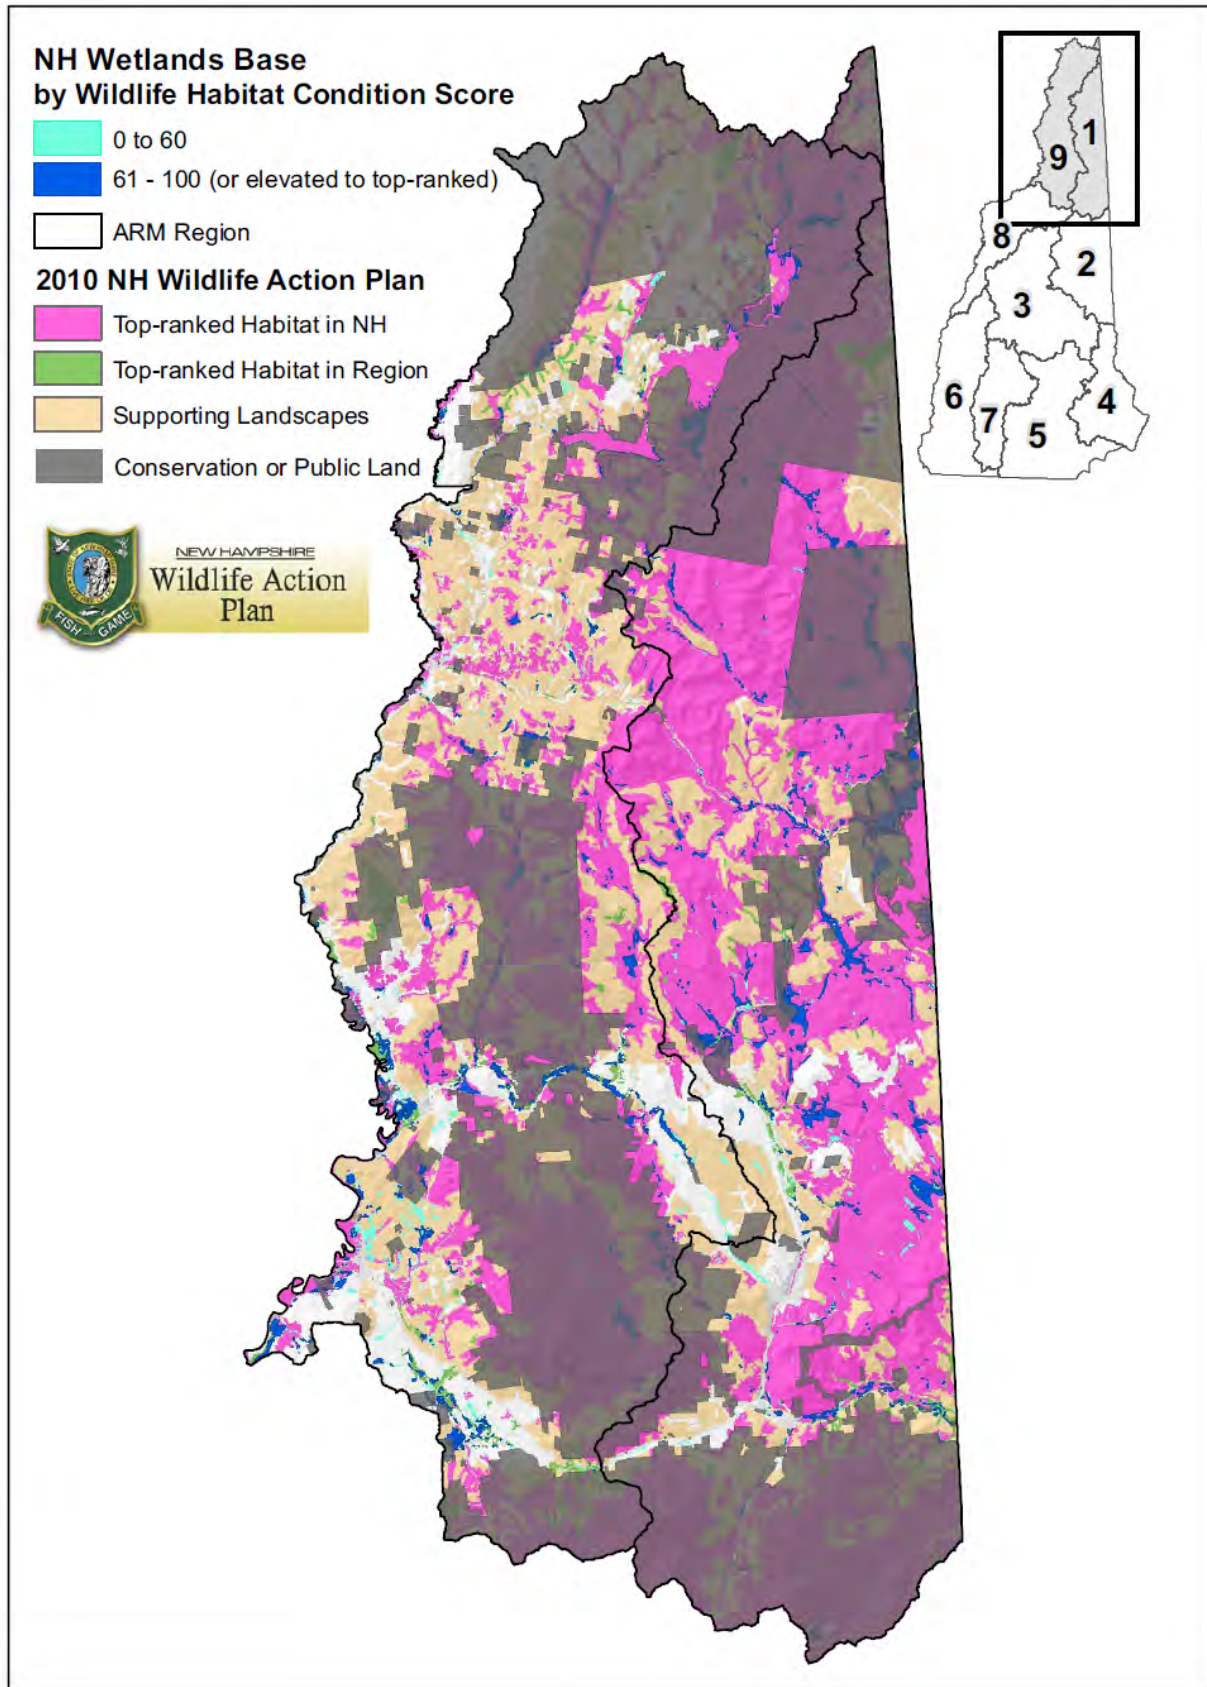 NH Wetlands Base
by Wildlife Habitat Condition Score
0 to 60
61 - 100 (or elevated to top-ranked)
ARM Region
2010 NH Wildlife Action Plan
Top-ranked Habitat in NH
Top-ranked Habitat in Region
Supporting Landscapes
Conservation or Public Land
NEW HAMPSHIRE
Wildlife Action
Plan
FISH AND GAME
1
9
8
2
3
6
7
5
4